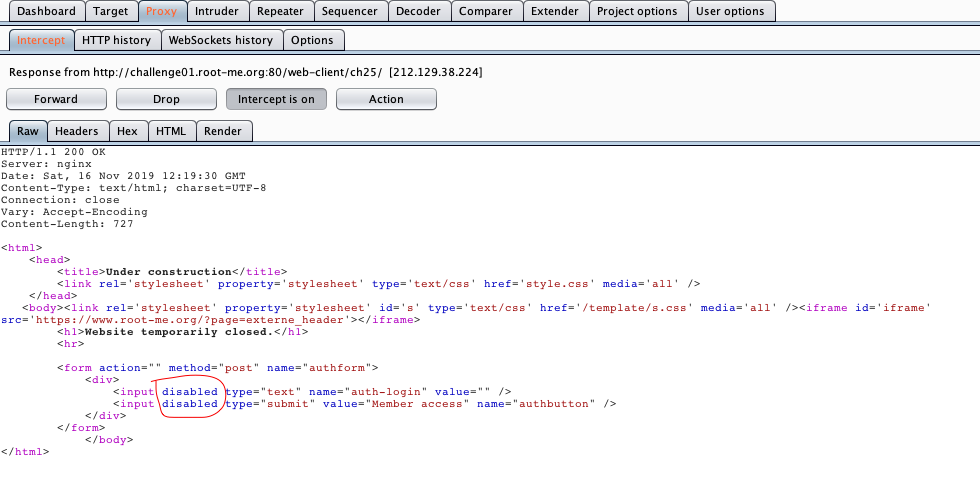 Dashboard Target Proxy Intruder Repeater Sequencer Decoder Comparer Extender Project options User options
Intercept HTTP history WebSockets history Options
Response from http://challenge01.root-me.org:80/web-client/ch25/ [212.129.38.224]
Forward Drop Intercept is on Action
Raw Headers Hex HTML Render
HTTP/1.1 200 OK
Server: nginx
Date: Sat, 16 Nov 2019 12:19:30 GMT
Content-Type: text/html; charset=UTF-8
Connection: close
Vary: Accept-Encoding
Content-Length: 727
<html>
<head>
<title>Under construction</title>
<link rel='stylesheet' property='stylesheet' type='text/css' href='style.css' media='all' />
</head>
<body><link rel='stylesheet' property='stylesheet' id='s' type='text/css' href='/template/s.css' media='all' /><iframe id='iframe'
src='https://www.root-me.org/?page=externe_header'></iframe>
<h1>Website temporarily closed.</h1>
<hr>
<form action="" method="post" name="authform">
<div>
<input disabled type="text" name="auth-login" value="" />
<input disabled type="submit" value="Member access" name="authbutton" />
</div>
</form>
</body>
</html>